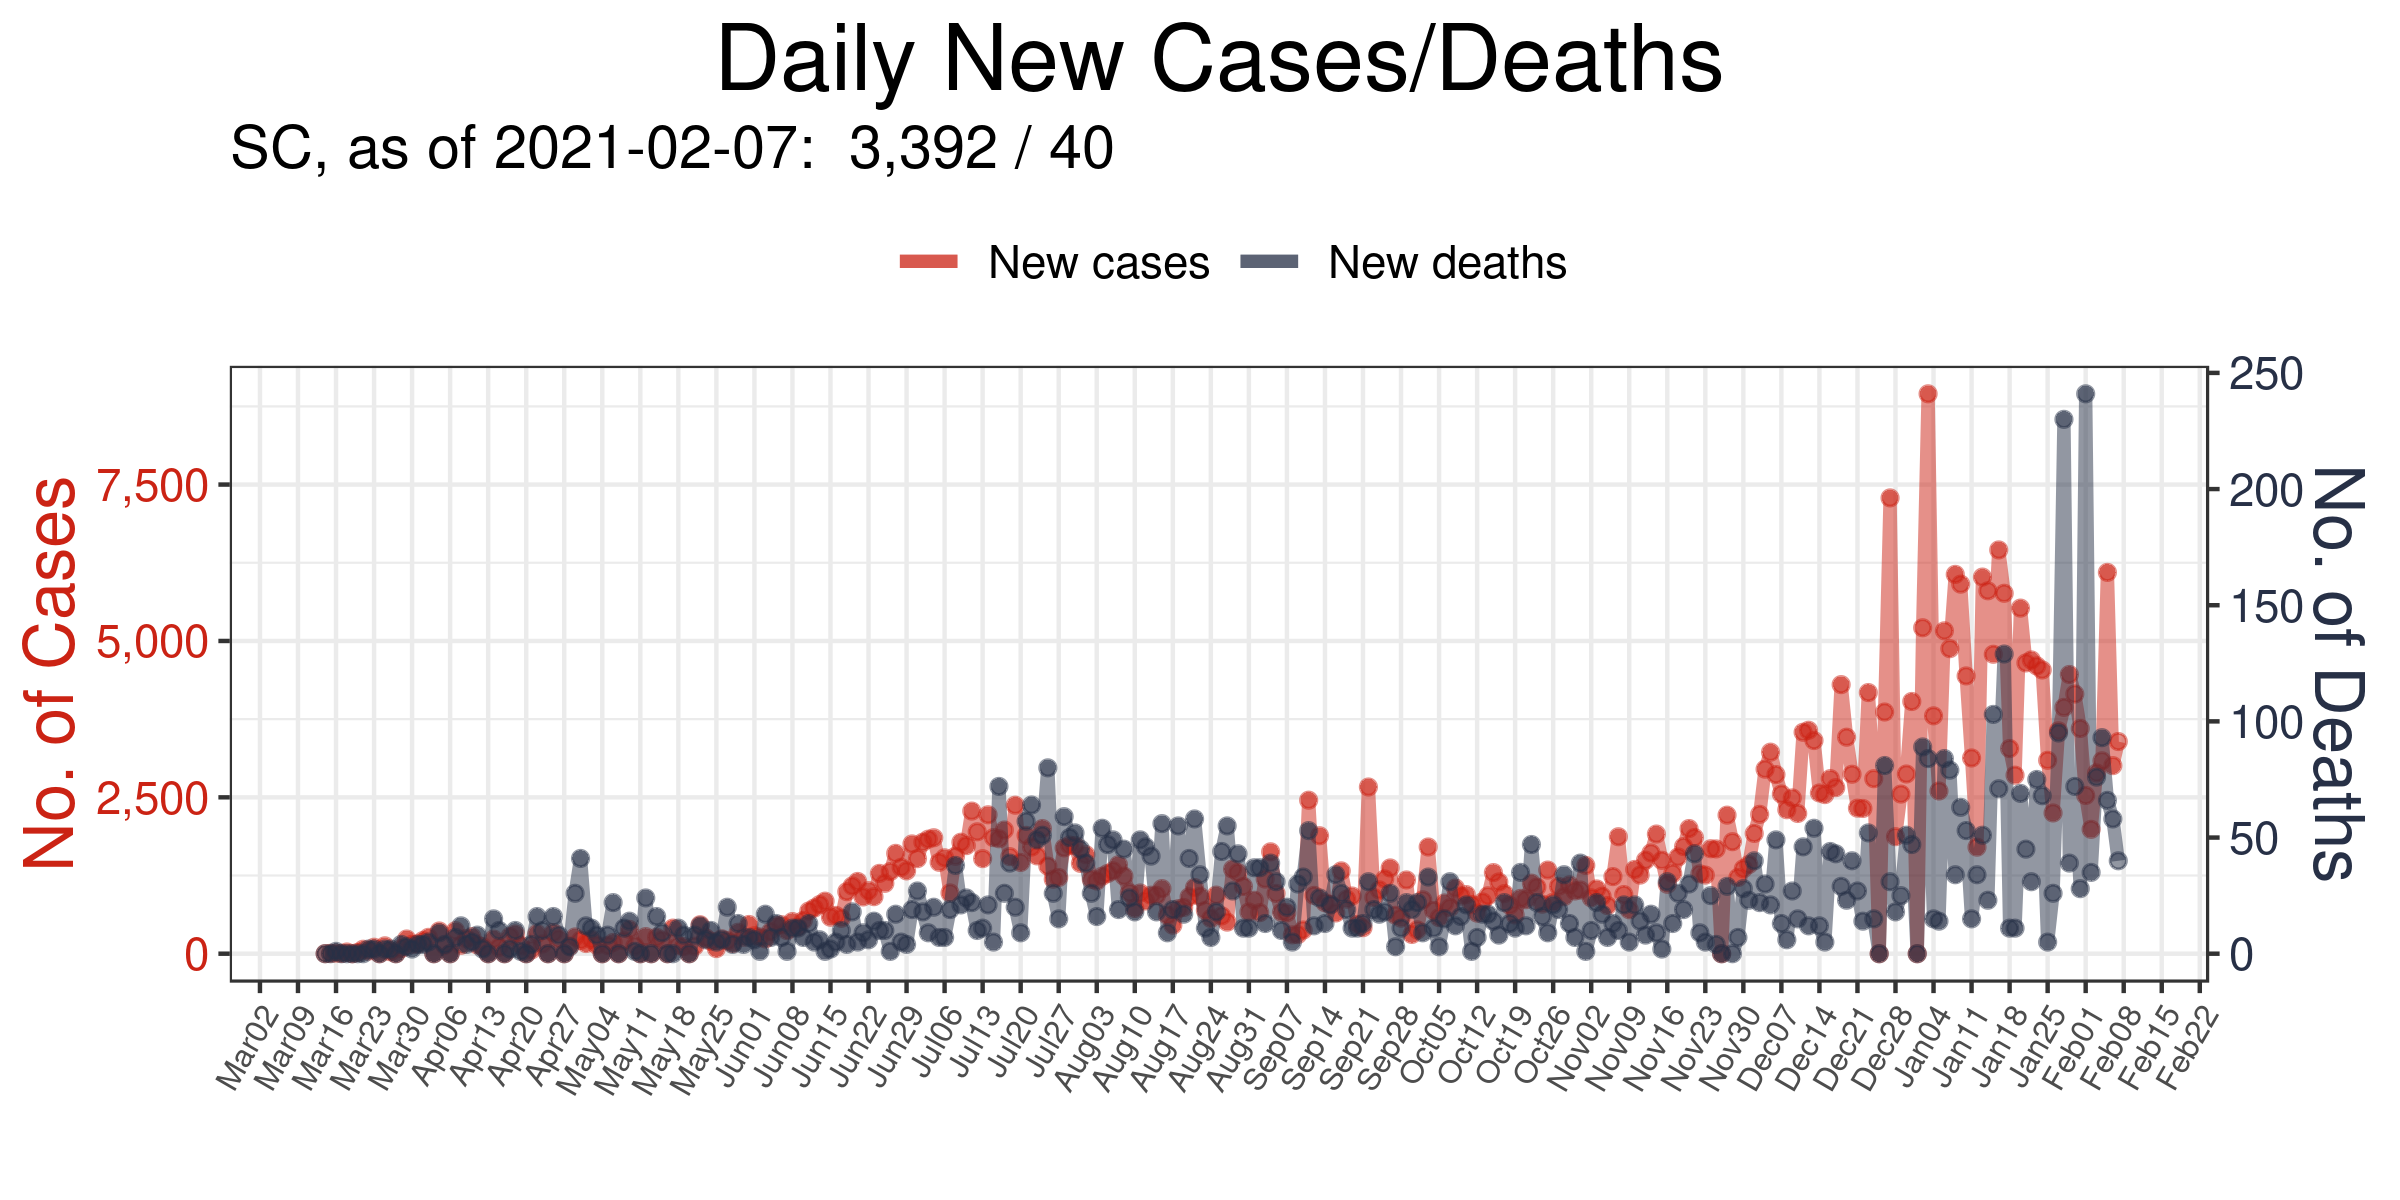 Daily New Cases/Deaths
SC, as of 2021-02-07:  3,392 / 40
New cases
New deaths
No. of Cases
7,500
5,000
2,500
0
250
200
150
100
50
0
No. of Deaths
Mar02
Mar09
Mar16
Mar23
Mar30
Apr06
Apr13
Apr20
Apr27
May04
May11
May18
May25
Jun01
Jun08
Jun15
Jun22
Jun29
Jul06
Jul13
Jul20
Jul27
Aug03
Aug10
Aug17
Aug24
Aug31
Sep07
Sep14
Sep21
Sep28
Oct05
Oct12
Oct19
Oct26
Nov02
Nov09
Nov16
Nov23
Nov30
Dec07
Dec14
Dec21
Dec28
Jan04
Jan11
Jan18
Jan25
Feb01
Feb08
Feb15
Feb22